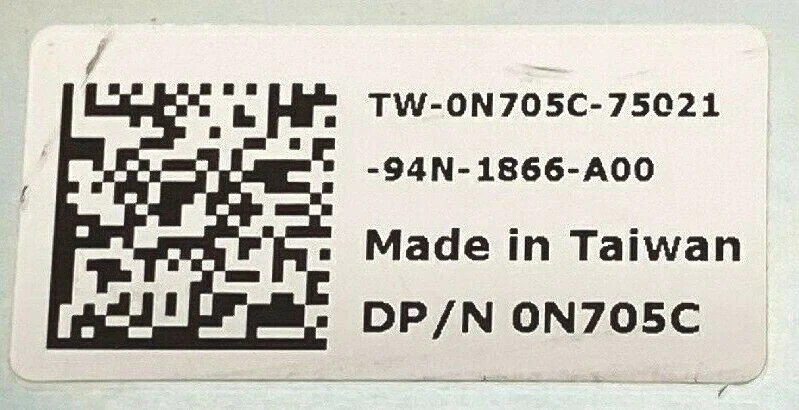 TW-0N705C-75021
-94N-1866-A00
Made in Taiwan
DP/N 0N705C